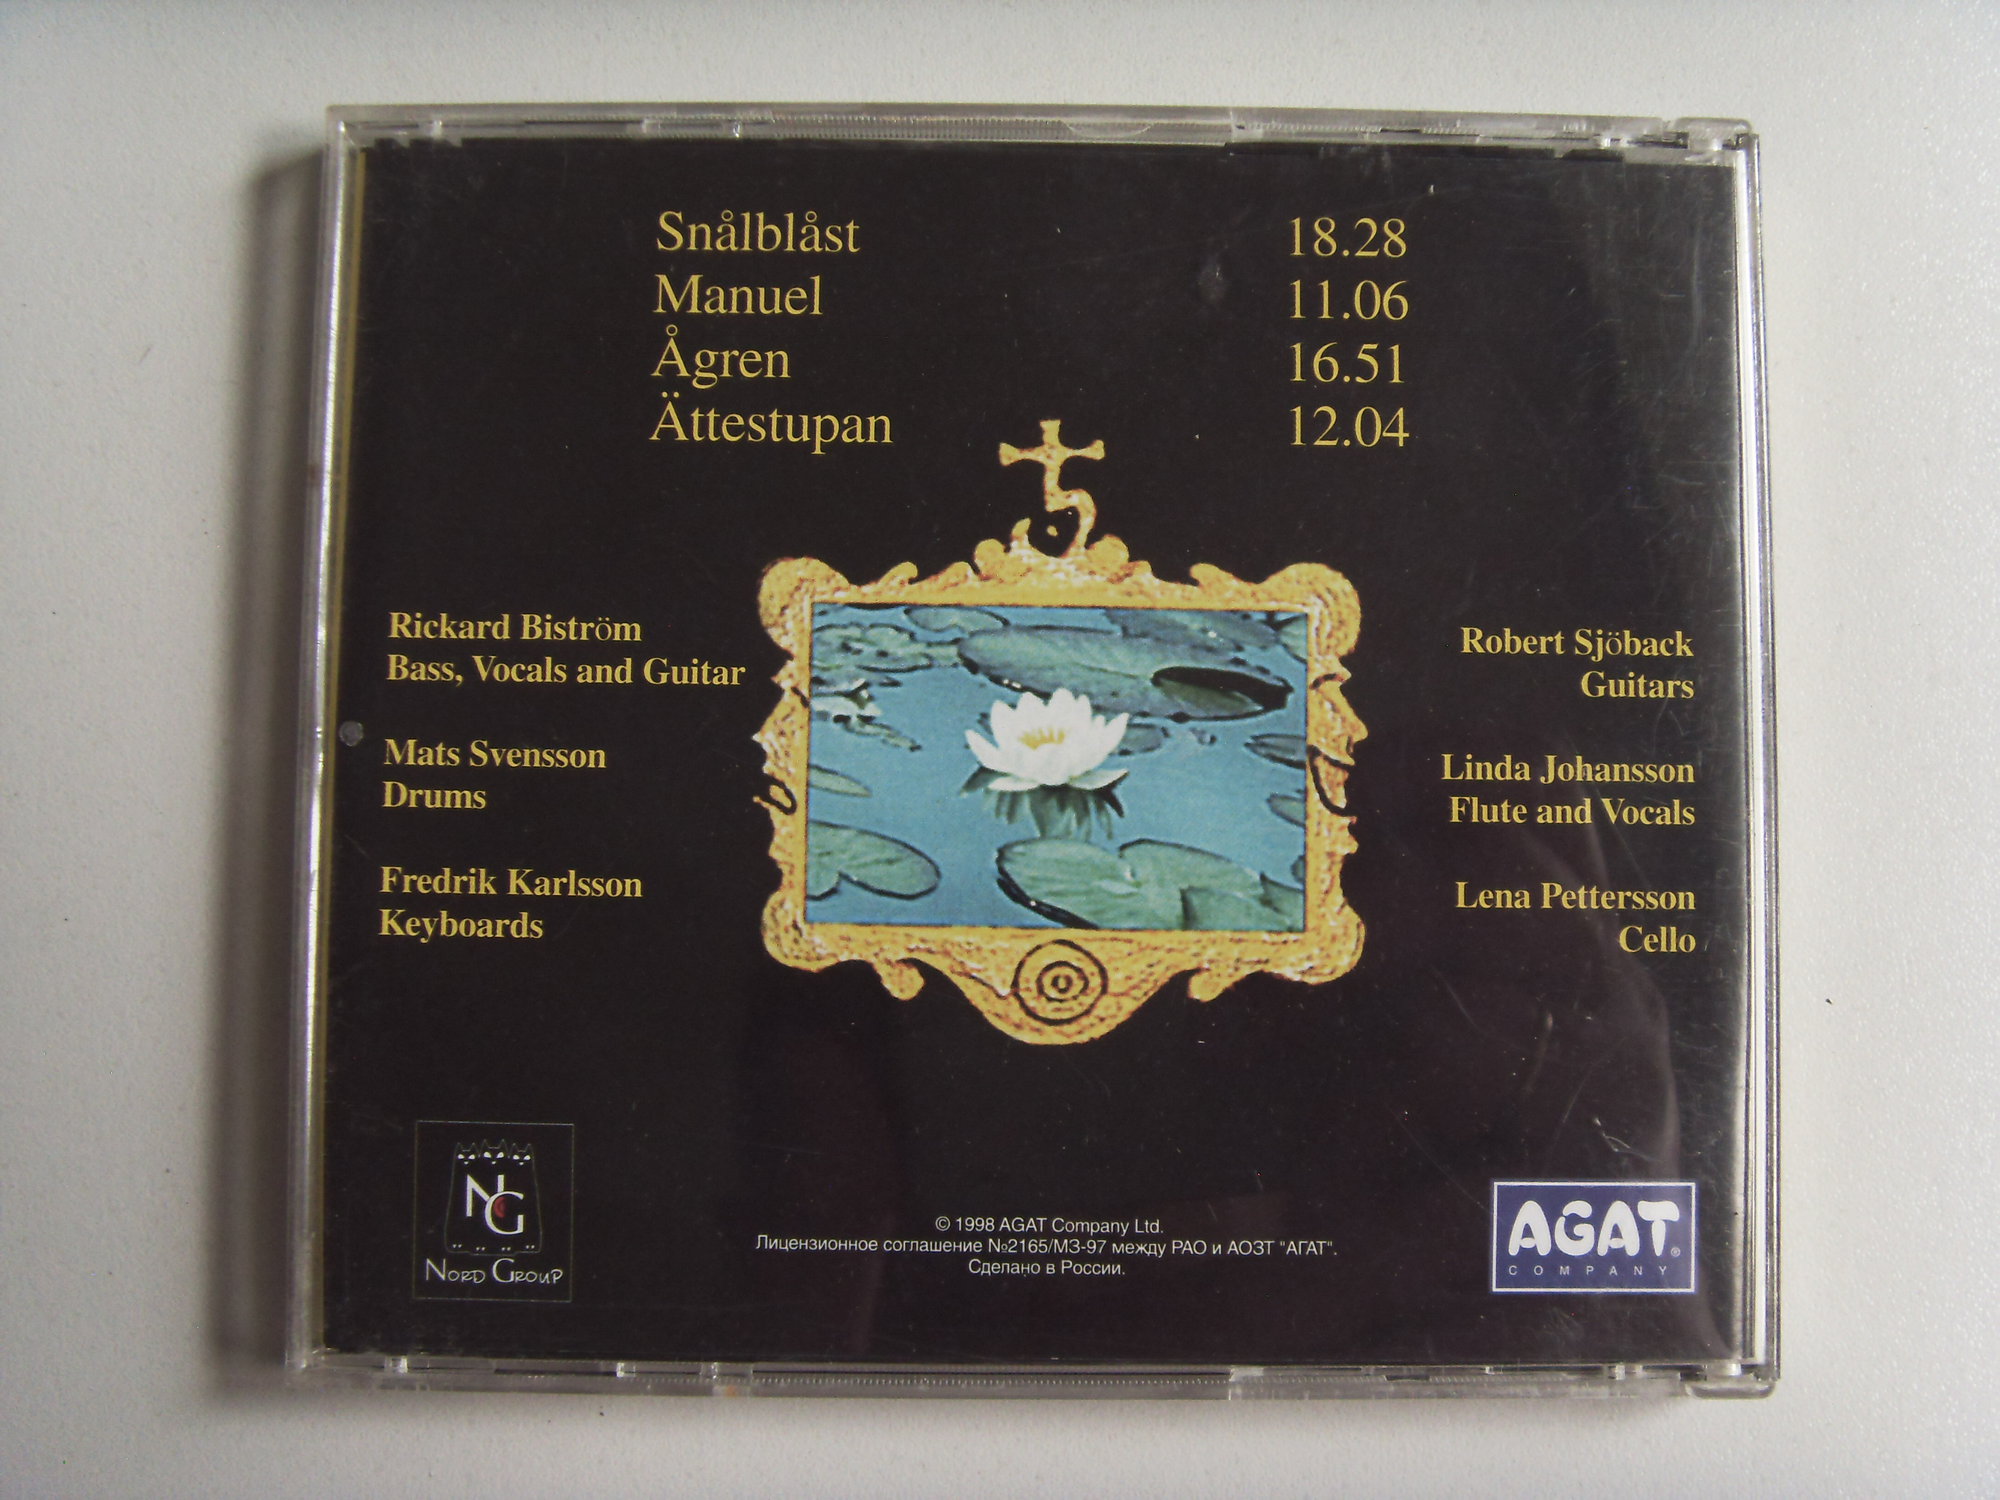 Snålblåst 18.28
Manuel 11.06
Ågren 16.51
Ättestupan 12.04
Rickard Biström
Bass, Vocals and Guitar
Mats Svensson
Drums
Fredrik Karlsson
Keyboards
Robert Sjöback
Guitars
Linda Johansson
Flute and Vocals
Lena Pettersson
Cello
NG
NORD GROUP
© 1998 AGAT Company Ltd.
Лицензионное соглашение №2165/МЗ-97 между РАО и АОЗТ "АГАТ".
Сделано в России.
AGAT®
COMPANY